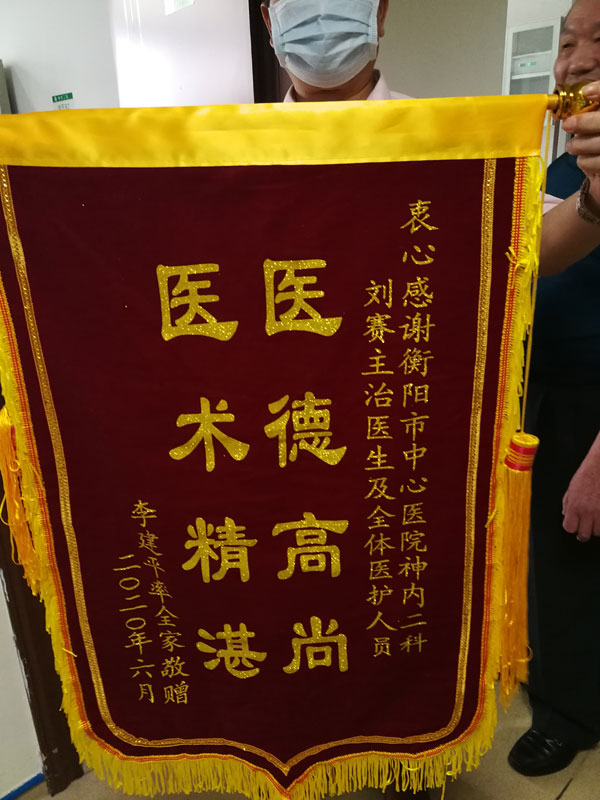 衷心感谢衡阳市中心医院神内二科
刘赛主治医生及全体医护人员
医德高尚
医术精湛
李建平率全家敬赠
二〇二〇年六月